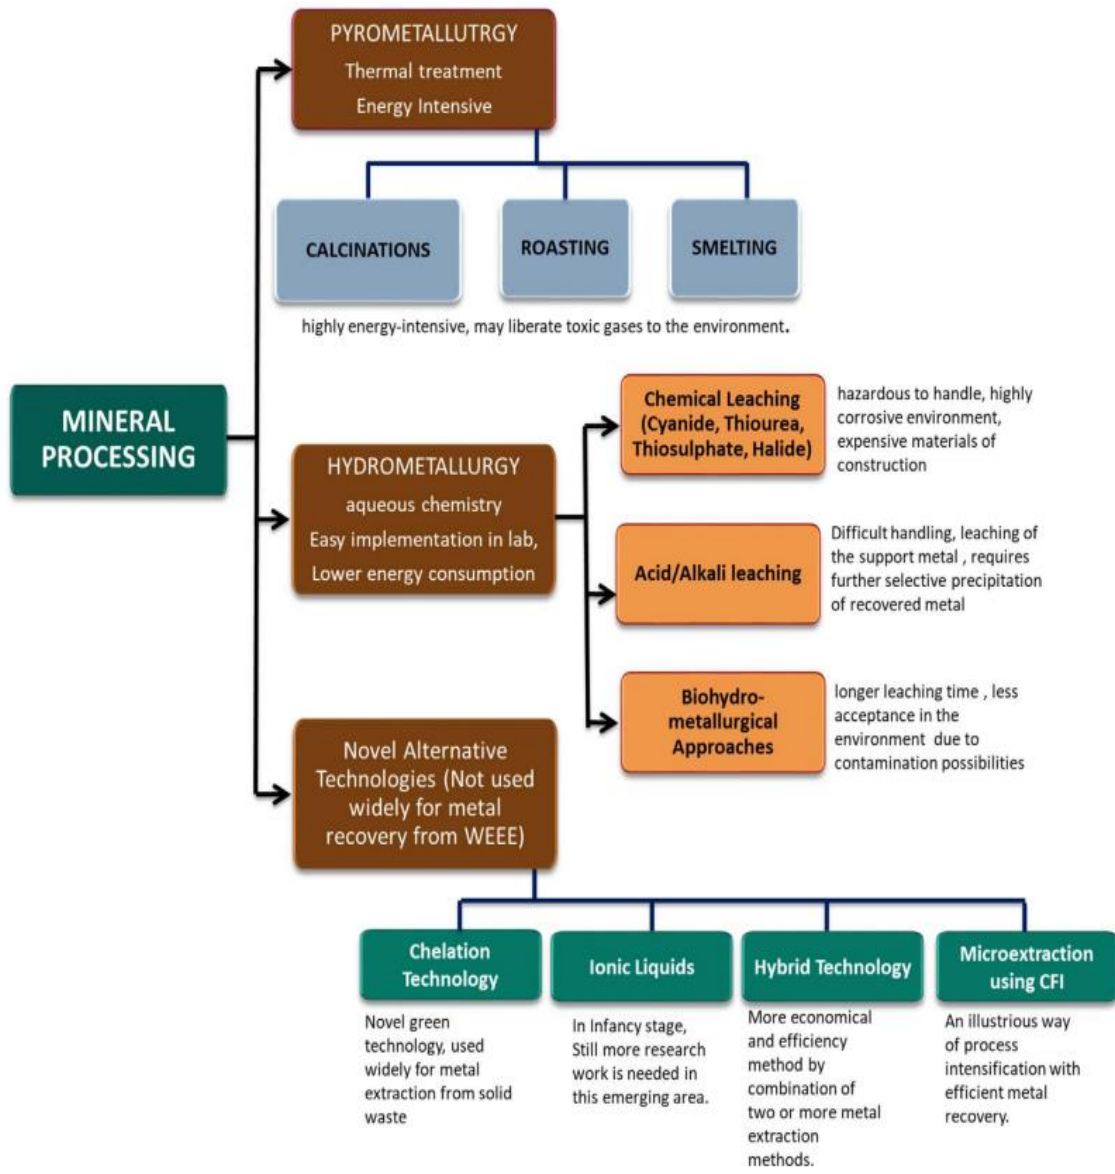 PYROMETALLUTRGY
Thermal treatment
Energy Intensive
CALCINATIONS
ROASTING
SMELTING
highly energy-intensive, may liberate toxic gases to the environment.
MINERAL
PROCESSING
HYDROMETALLURGY
aqueous chemistry
Easy implementation in lab,
Lower energy consumption
Chemical Leaching
(Cyanide, Thiourea,
Thiosulphate, Halide)
hazardous to handle, highly
corrosive environment,
expensive materials of
construction
Acid/Alkali leaching
Difficult handling, leaching of
the support metal , requires
further selective precipitation
of recovered metal
Biohydro-
metallurgical
Approaches
longer leaching time , less
acceptance in the
environment due to
contamination possibilities
Novel Alternative
Technologies (Not used
widely for metal
recovery from WEEE)
Chelation
Technology
Novel green
technology, used
widely for metal
extraction from solid
waste
Ionic Liquids
In Infancy stage,
Still more research
work is needed in
this emerging area.
Hybrid Technology
More economical
and efficiency
method by
combination of
two or more metal
extraction
methods.
Microextraction
using CFI
An illustrious way
of process
intensification with
efficient metal
recovery.